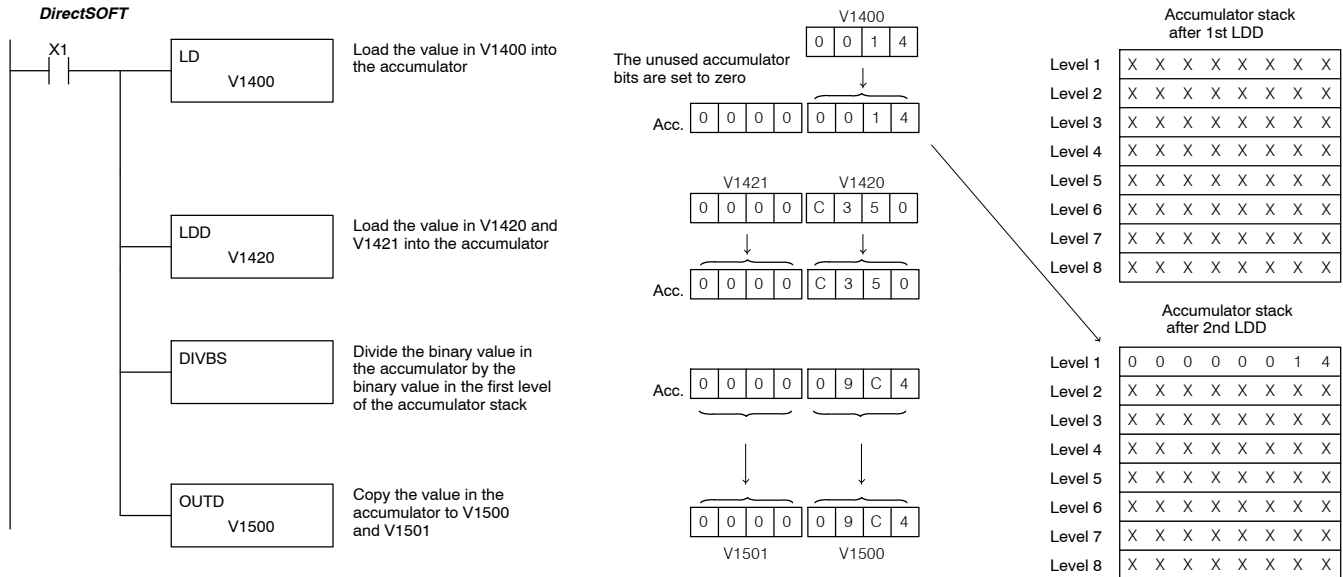 DirectSOFT
X1
LD
V1400
Load the value in V1400 into
the accumulator
LDD
V1420
Load the value in V1420 and
V1421 into the accumulator
DIVBS
Divide the binary value in
the accumulator by the
binary value in the first level
of the accumulator stack
OUTD
V1500
Copy the value in the
accumulator to V1500
and V1501
V1400
0 0 1 4
The unused accumulator
bits are set to zero
Acc. 0 0 0 0 0 0 1 4
V1421 V1420
0 0 0 0 C 3 5 0
Acc. 0 0 0 0 C 3 5 0
Acc. 0 0 0 0 0 9 C 4
0 0 0 0 0 9 C 4
V1501 V1500
Accumulator stack
after 1st LDD
Level 1 X X X X X X X X
Level 2 X X X X X X X X
Level 3 X X X X X X X X
Level 4 X X X X X X X X
Level 5 X X X X X X X X
Level 6 X X X X X X X X
Level 7 X X X X X X X X
Level 8 X X X X X X X X
Accumulator stack
after 2nd LDD
Level 1 0 0 0 0 0 0 1 4
Level 2 X X X X X X X X
Level 3 X X X X X X X X
Level 4 X X X X X X X X
Level 5 X X X X X X X X
Level 6 X X X X X X X X
Level 7 X X X X X X X X
Level 8 X X X X X X X X